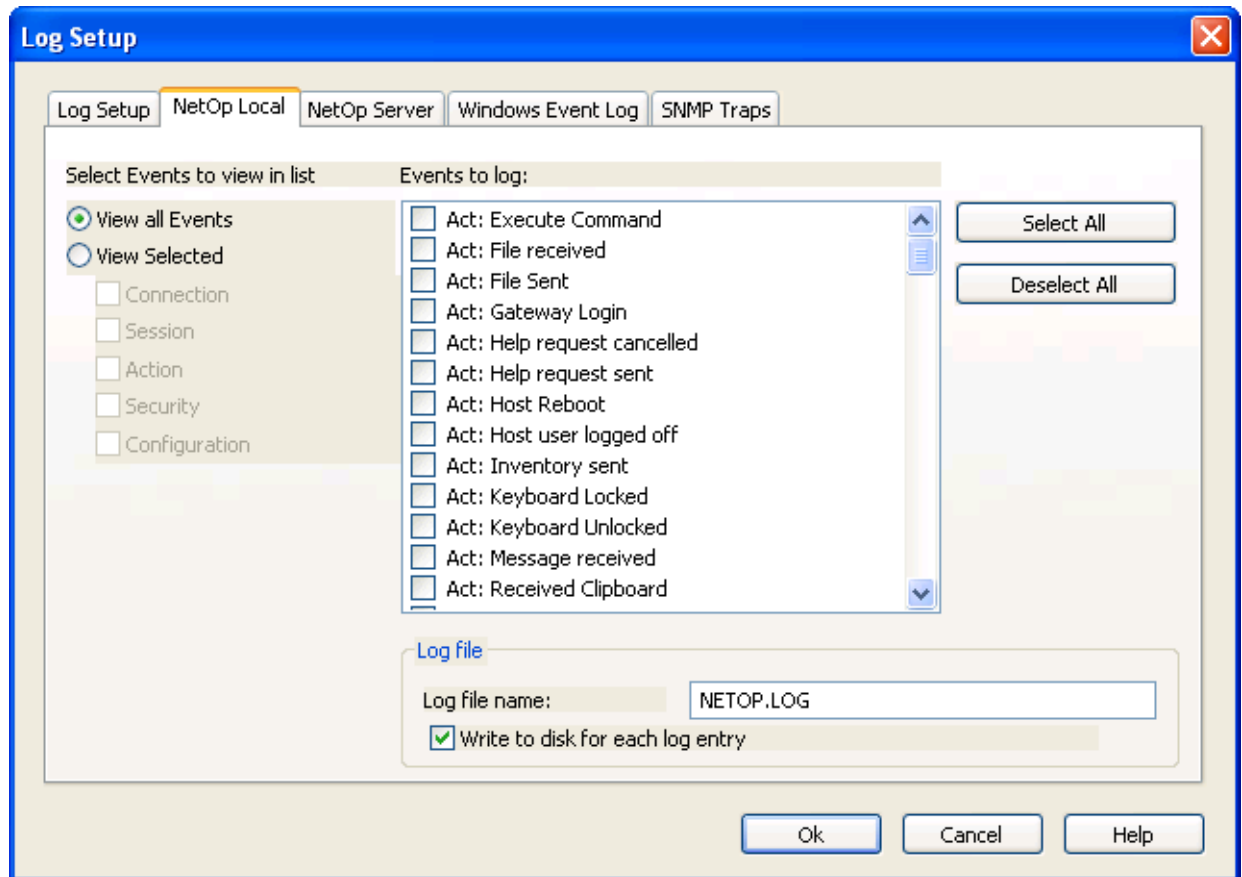 Log Setup
Log Setup NetOp Local NetOp Server Windows Event Log SNMP Traps
Select Events to view in list
View all Events
View Selected
Connection
Session
Action
Security
Configuration
Events to log:
Act: Execute Command
Act: File received
Act: File Sent
Act: Gateway Login
Act: Help request cancelled
Act: Help request sent
Act: Host Reboot
Act: Host user logged off
Act: Inventory sent
Act: Keyboard Locked
Act: Keyboard Unlocked
Act: Message received
Act: Received Clipboard
Select All
Deselect All
Log file
Log file name: NETOP.LOG
Write to disk for each log entry
Ok Cancel Help